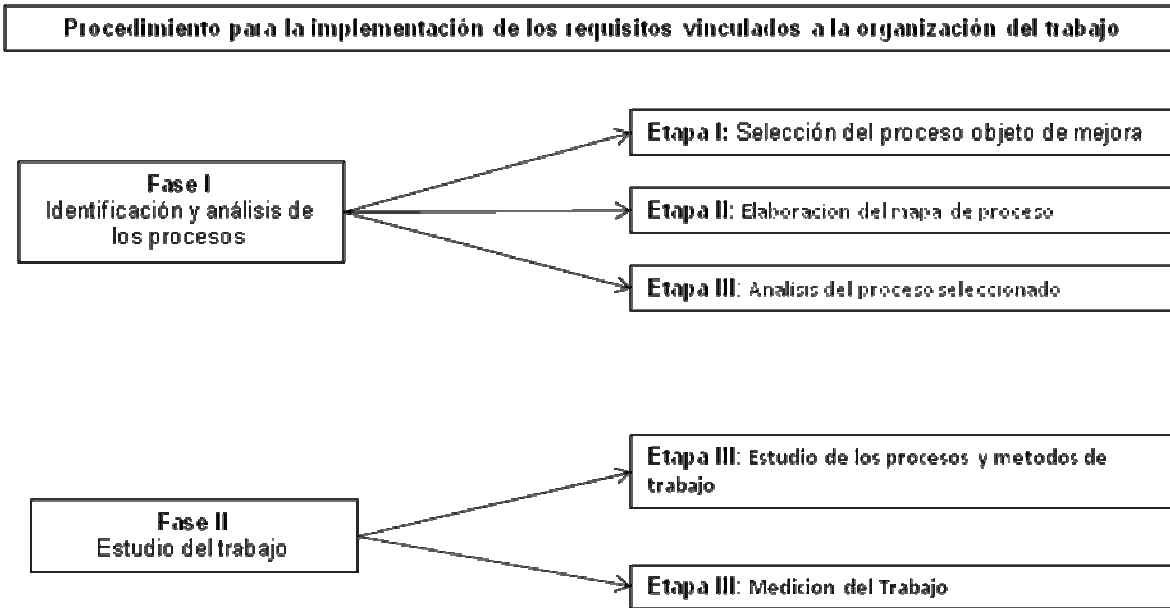 Procedimiento para la implementación de los requisitos vinculados a la organización del trabajo
Fase I
Identificación y análisis de
los procesos
Etapa I: Selección del proceso objeto de mejora
Etapa II: Elaboracion del mapa de proceso
Etapa III: Analisis del proceso seleccionado
Fase II
Estudio del trabajo
Etapa III: Estudio de los procesos y metodos de
trabajo
Etapa III: Medicion del Trabajo